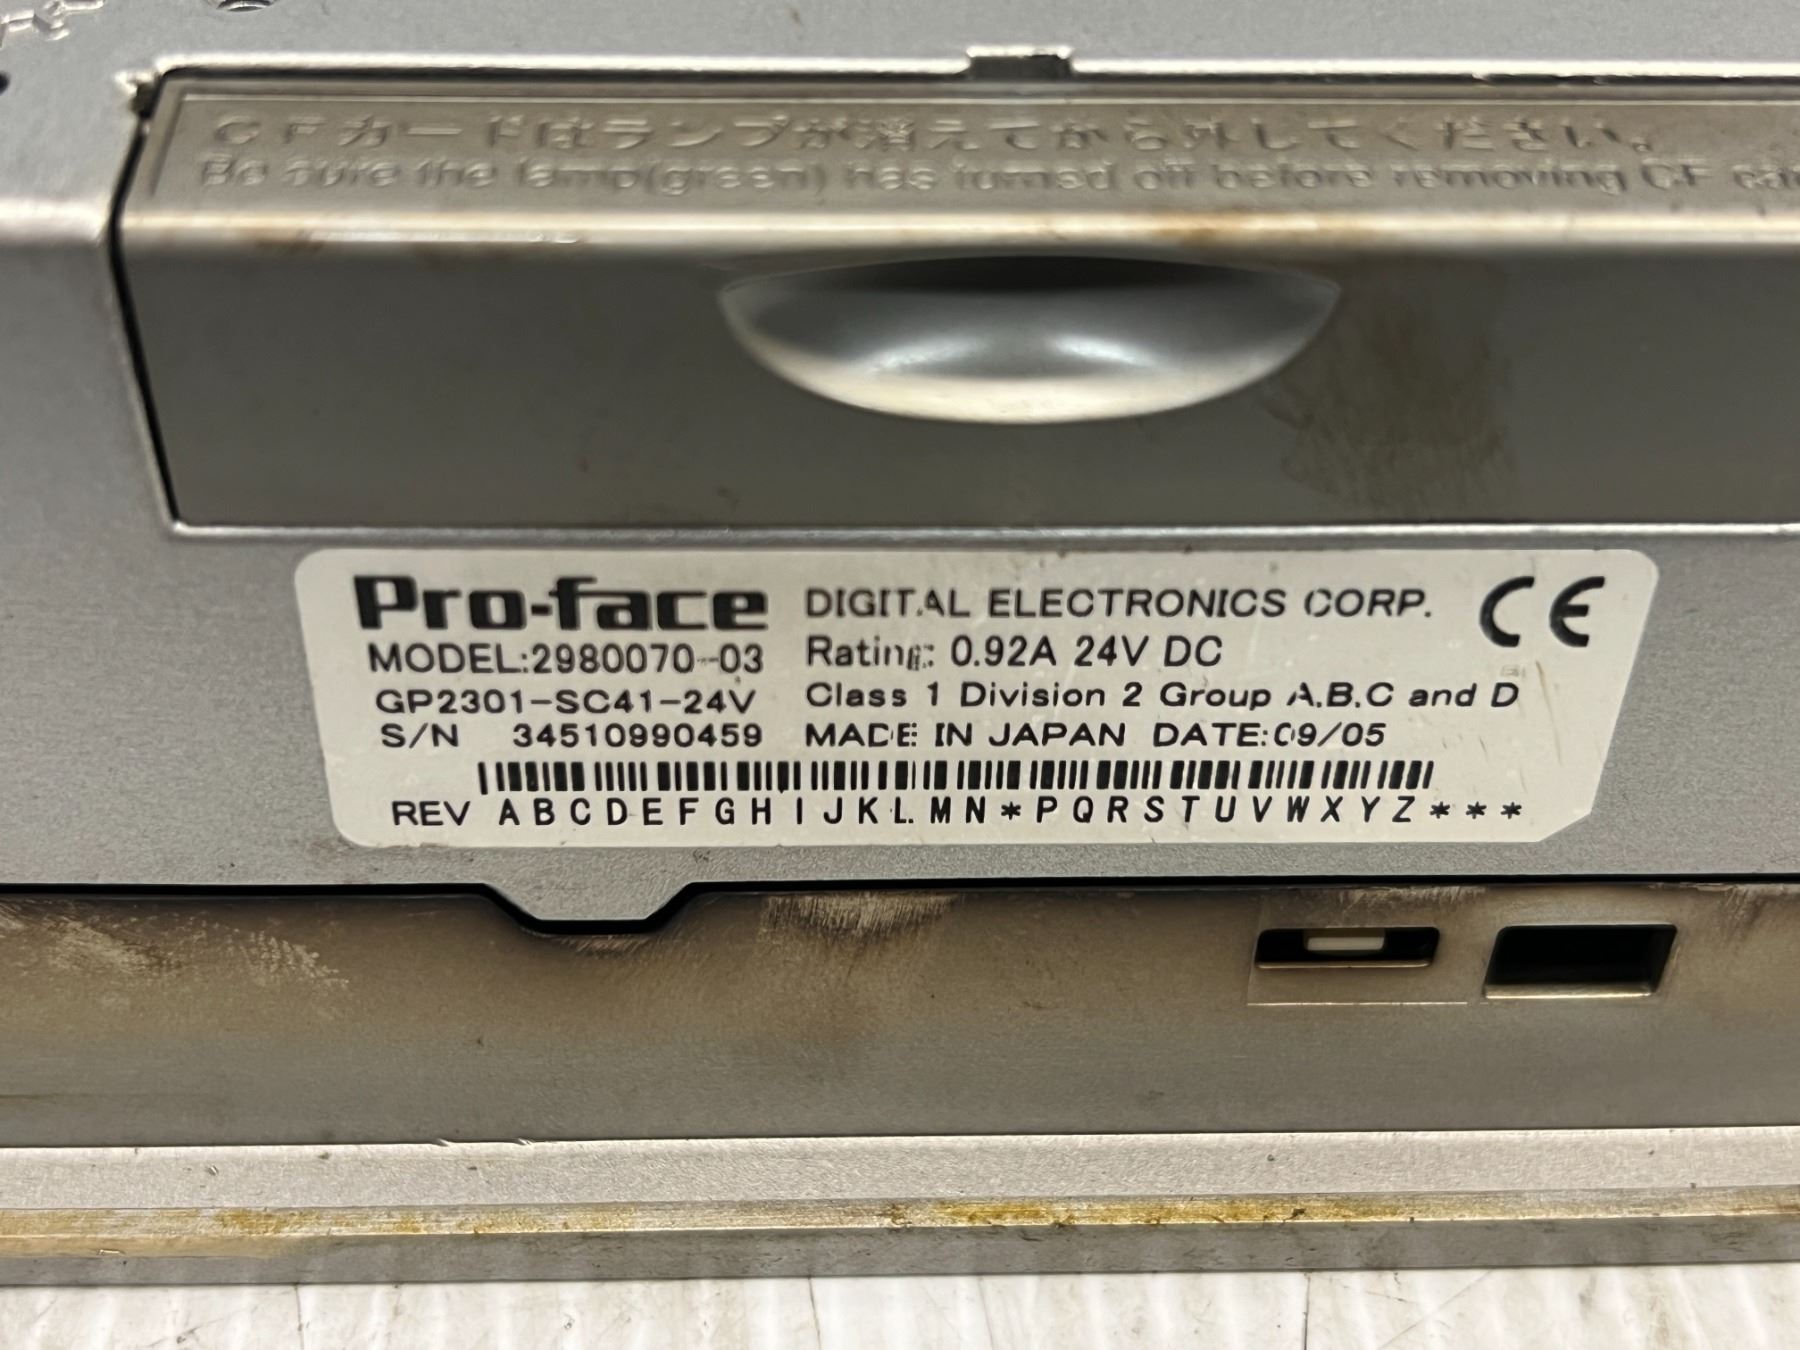 CFカードはランプが消えてから外してください。
Be sure the lamp(green) has turned off before removing CF
Pro-face DIGITAL ELECTRONICS CORP. CE
MODEL:2980070-03 Rating: 0.92A 24V DC
GP2301-SC41-24V Class 1 Division 2 Group A,B,C and D
S/N 34510990459 MADE IN JAPAN DATE:09/05
REV A B C D E F G H I J K L M N * P Q R S T U V W X Y Z * * *